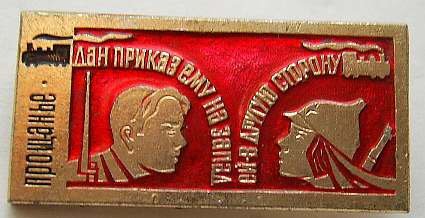 прощанье
дан приказ ему на запад
ей в другую сторону